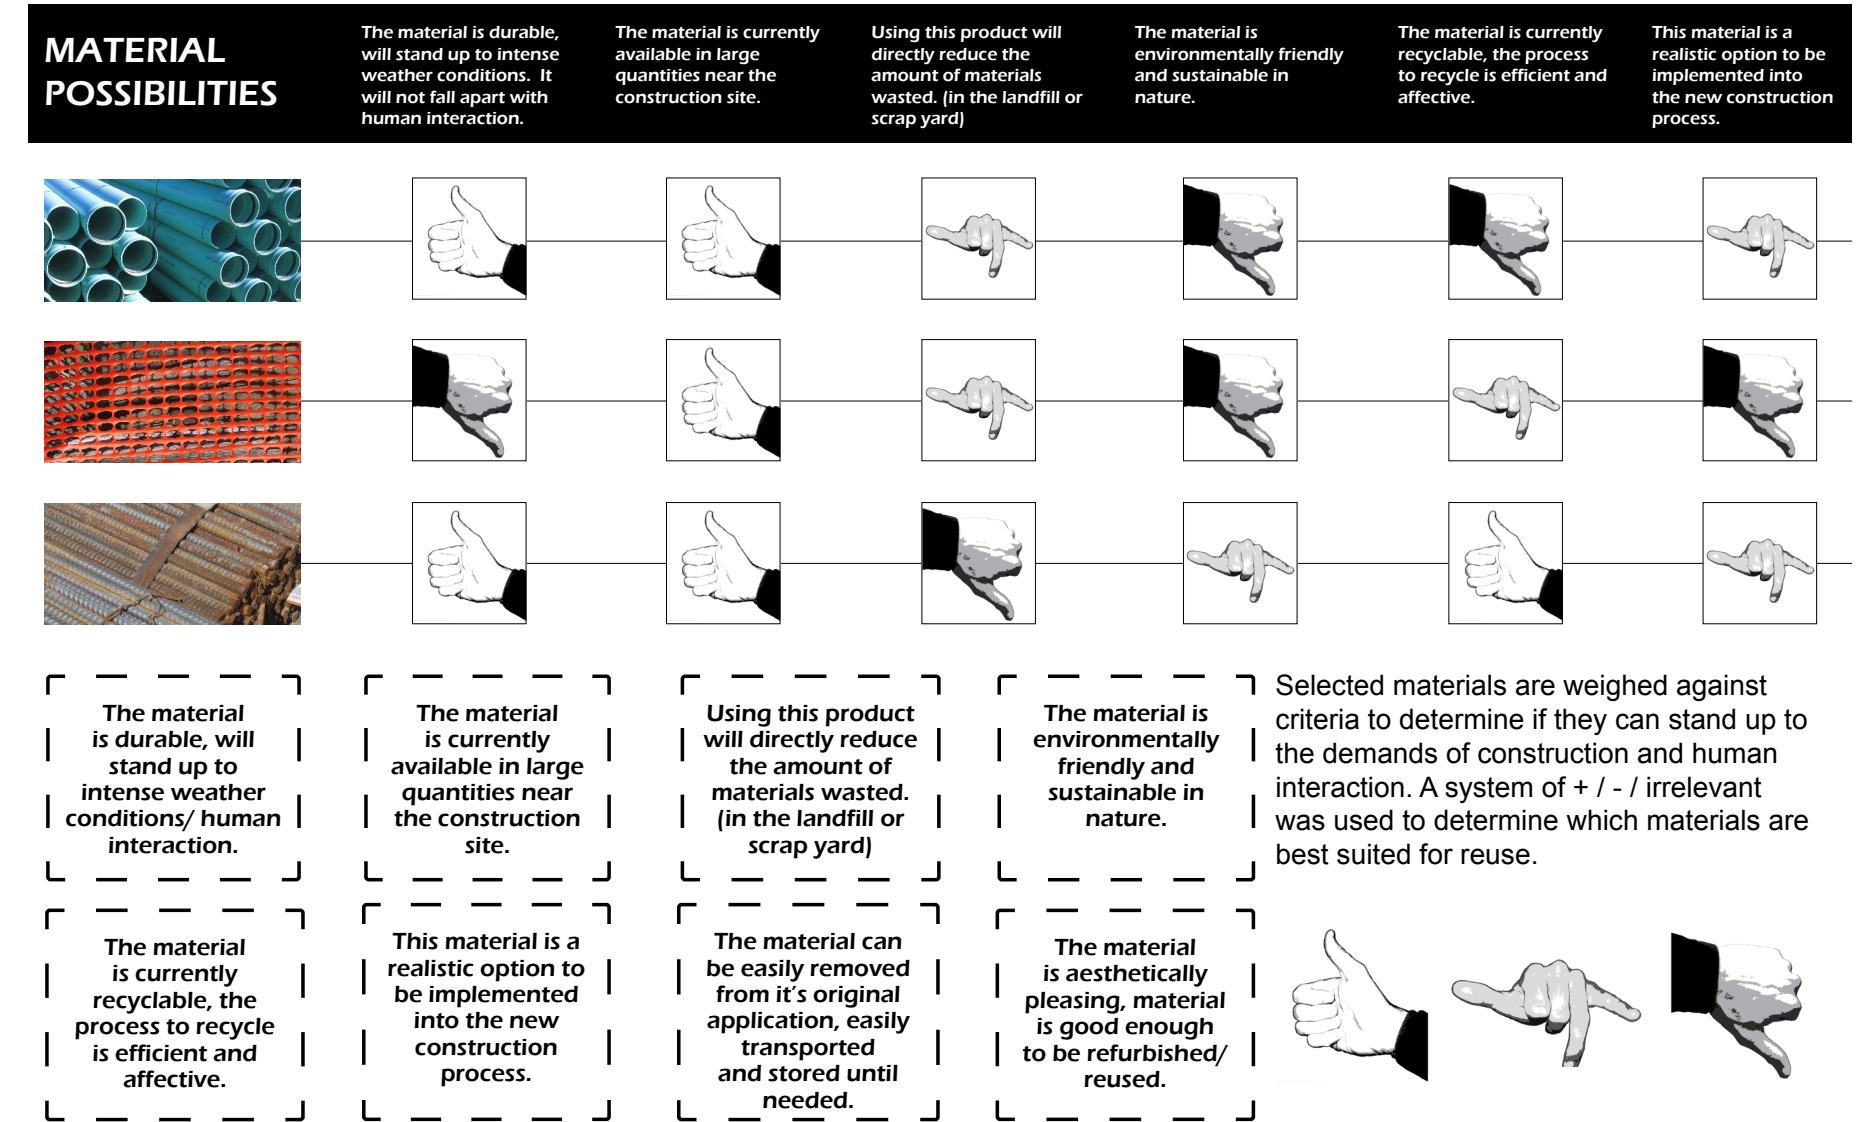 MATERIAL
POSSIBILITIES
The material is durable,
will stand up to intense
weather conditions.  It
will not fall apart with
human interaction.
The material is currently
available in large
quantities near the
construction site.
Using this product will
directly reduce the
amount of materials
wasted. (in the landfill or
scrap yard)
The material is
environmentally friendly
and sustainable in
nature.
The material is currently
recyclable, the process
to recycle is efficient and
affective.
This material is a
realistic option to be
implemented into
the new construction
process.
The material
is durable, will
stand up to
intense weather
conditions/ human
interaction.
The material
is currently
available in large
quantities near
the construction
site.
Using this product
will directly reduce
the amount of
materials wasted.
(in the landfill or
scrap yard)
The material is
environmentally
friendly and
sustainable in
nature.
Selected materials are weighed against
criteria to determine if they can stand up to
the demands of construction and human
interaction. A system of + / - / irrelevant
was used to determine which materials are
best suited for reuse.
The material
is currently
recyclable, the
process to recycle
is efficient and
affective.
This material is a
realistic option to
be implemented
into the new
construction
process.
The material can
be easily removed
from it's original
application, easily
transported
and stored until
needed.
The material
is aesthetically
pleasing, material
is good enough
to be refurbished/
reused.